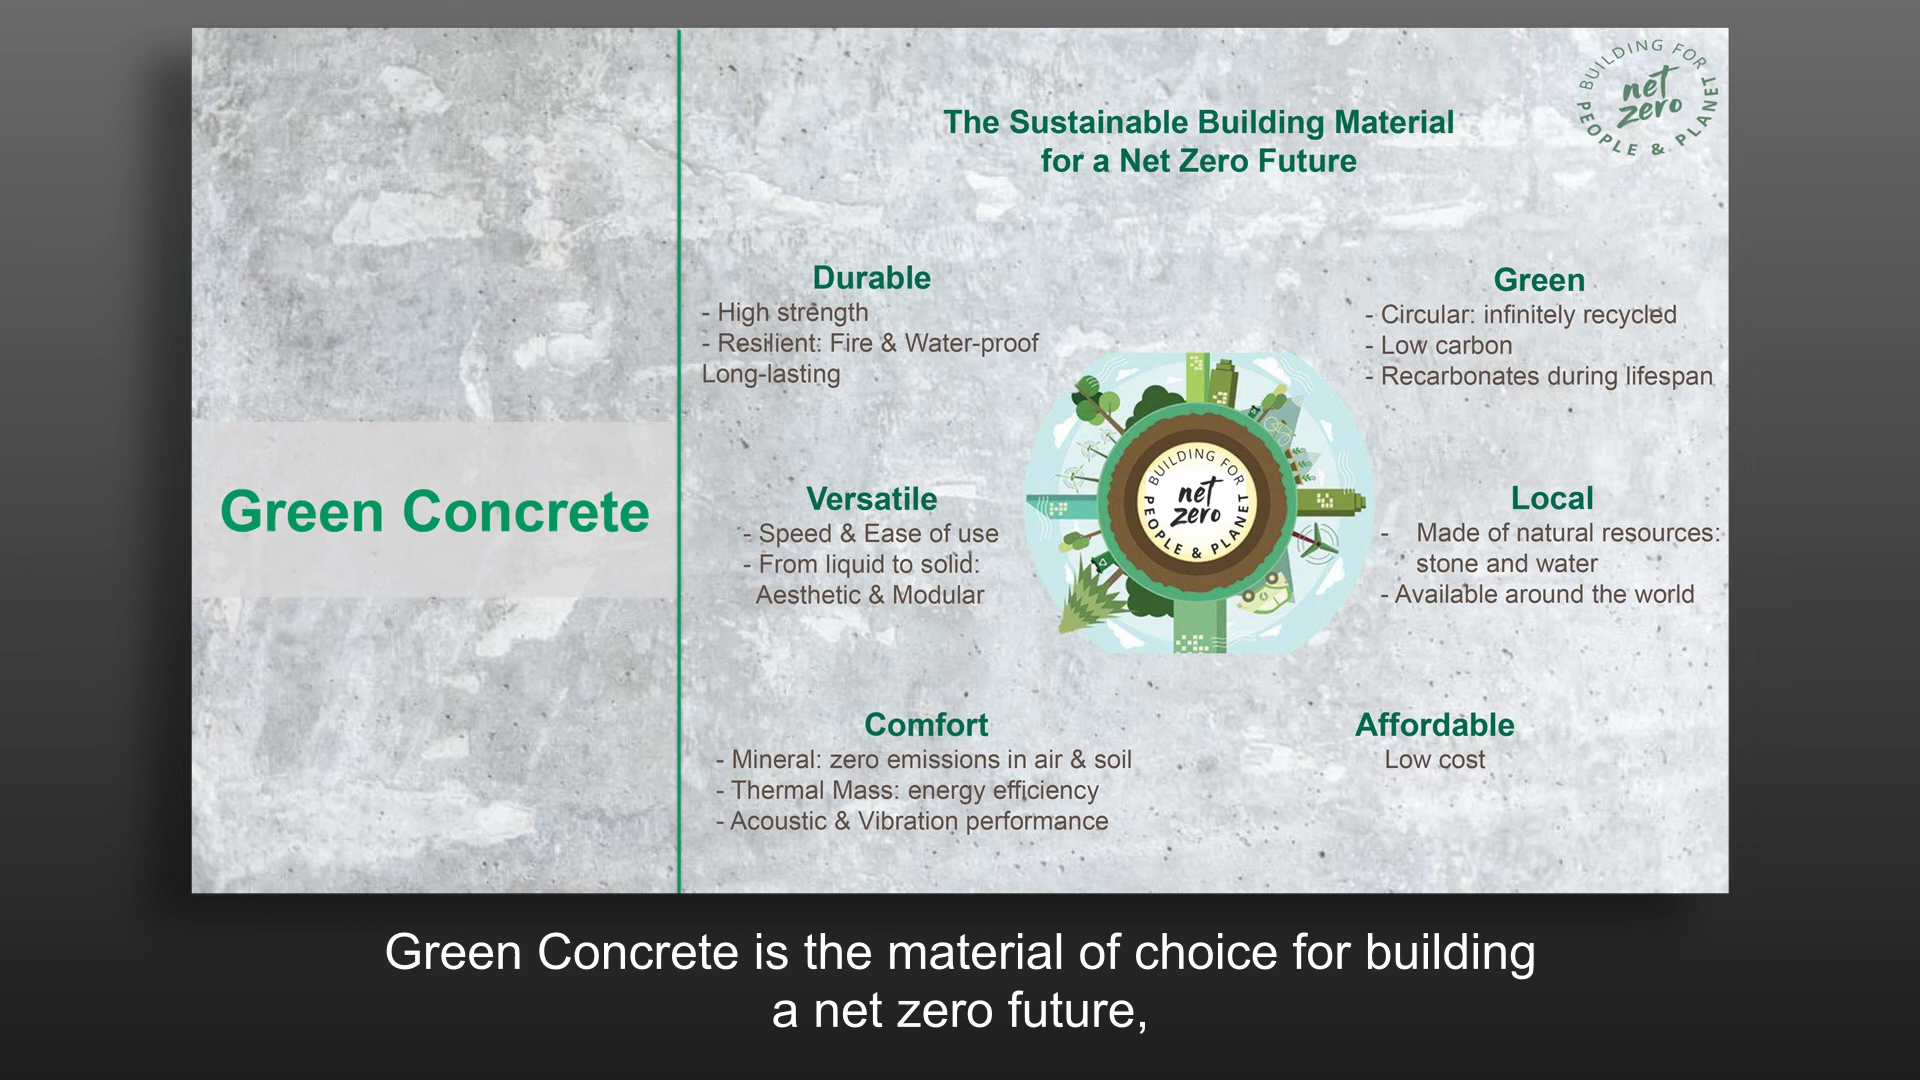 Green Concrete
The Sustainable Building Material
for a Net Zero Future
BUILDING FOR
net
zero
PEOPLE & PLANET
Durable
- High strength
- Resilient: Fire & Water-proof
Long-lasting
Versatile
- Speed & Ease of use
- From liquid to solid:
Aesthetic & Modular
Comfort
- Mineral: zero emissions in air & soil
- Thermal Mass: energy efficiency
- Acoustic & Vibration performance
BUILDING FOR
net
zero
PEOPLE & PLANET
Green
- Circular: infinitely recycled
- Low carbon
- Recarbonates during lifespan
Local
- Made of natural resources:
stone and water
- Available around the world
Affordable
Low cost
Green Concrete is the material of choice for building
a net zero future,